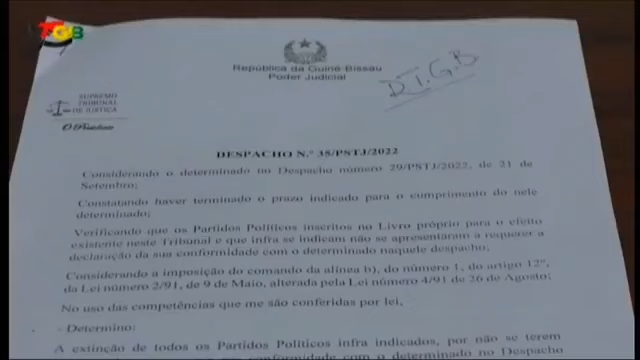 TGB
República da Guiné-Bissau
Poder Judicial
R.T.G.B
SUPREMO
TRIBUNAL
DE JUSTIÇA
O Presidente
DESPACHO N.º 35/PSTJ/2022
Considerando o determinado no Despacho número 29/PSTJ/2022, de 21 de
Setembro;
Constatando haver terminado o prazo indicado para o cumprimento do nele
determinado;
Verificando que os Partidos Políticos inscritos no Livro próprio para o efeito
existente neste Tribunal e que infra se indicam não se apresentaram a requerer a
declaração da sua conformidade com o determinado naquele despacho;
Considerando a imposição do comando da alínea b), do número 1, do artigo 12º,
da Lei número 2/91, de 9 de Maio, alterada pela Lei número 4/91 de 26 de Agosto;
No uso das competências que me são conferidas por lei,
- Determino:
A extinção de todos os Partidos Políticos infra indicados, por não se terem
conformidade com o determinado no Despacho